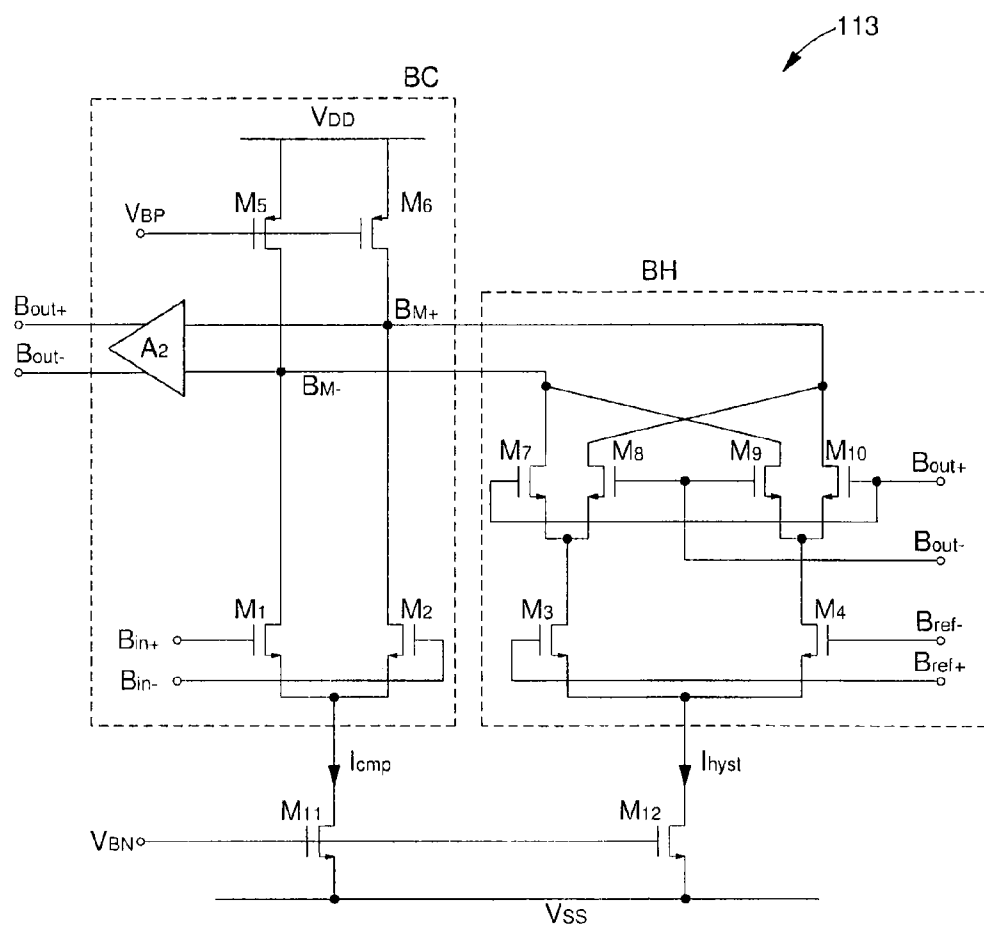 113
BC
VDD
M5
M6
VBP
BH
Bout+
BM+
A2
Bout-
BM-
M7
M8
M9
M10
Bout+
Bout-
M1
M2
M3
M4
Bin+
Bref-
Bin-
Bref+
Icmp
Ihyst
M11
M12
VBN
VSS